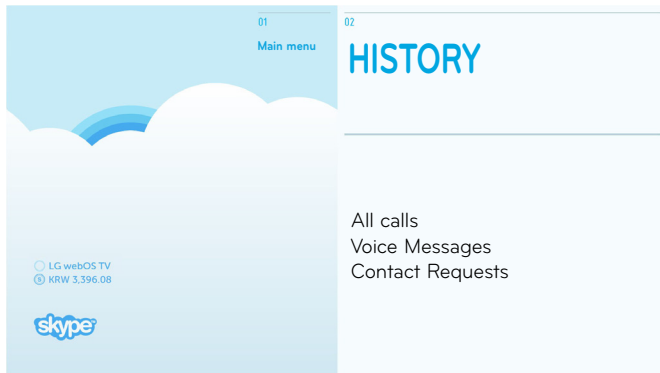 01
Main menu
02
HISTORY
All calls
Voice Messages
Contact Requests
LG webOS TV
KRW 3,396.08
skype